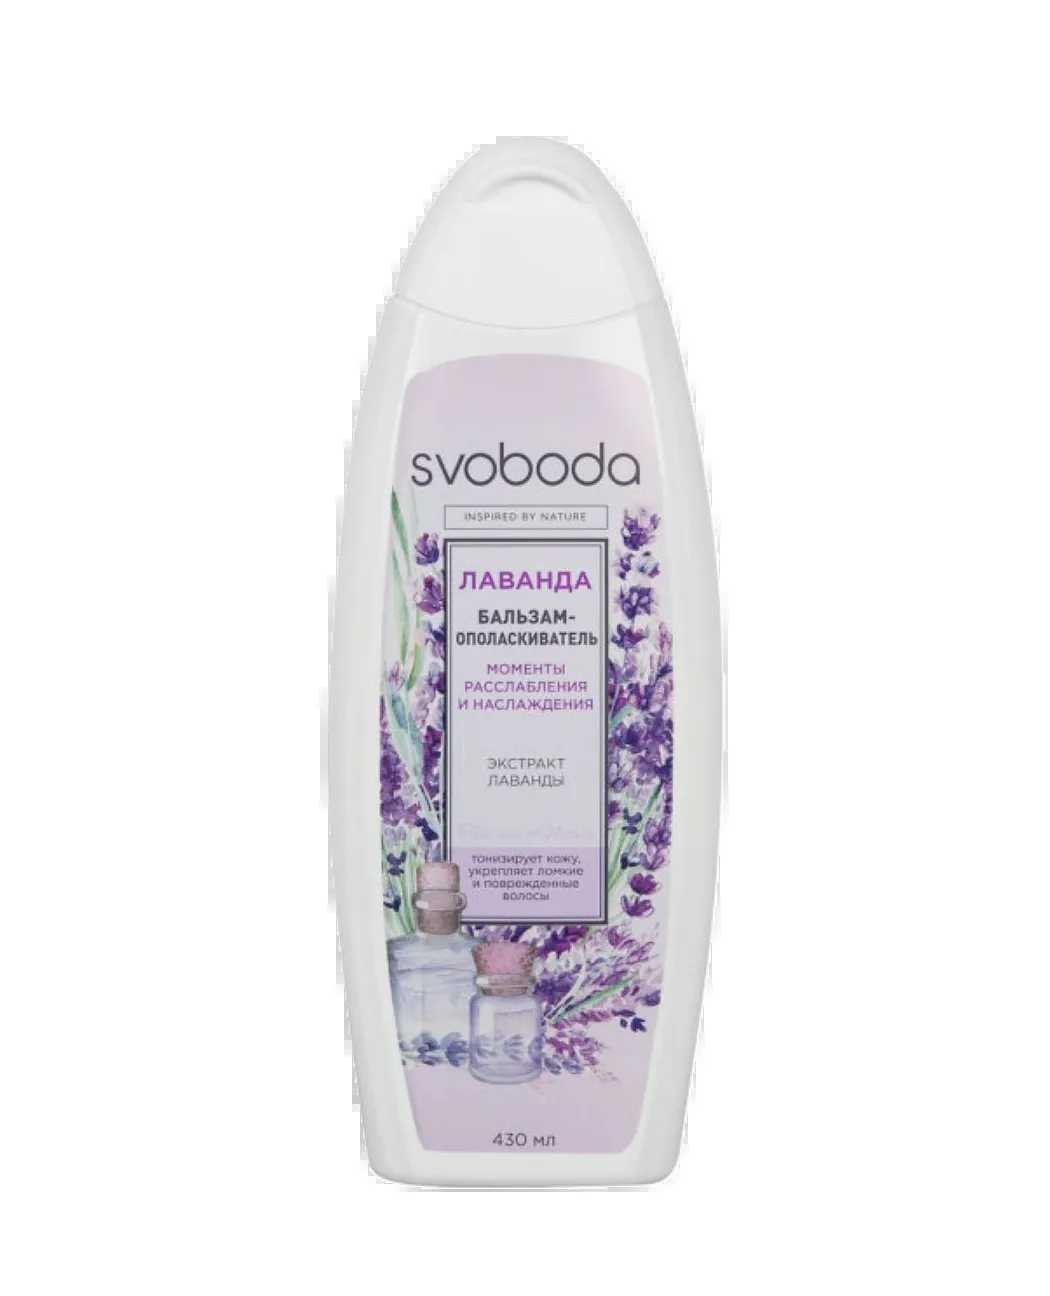 svoboda
INSPIRED BY NATURE
ЛАВАНДА
БАЛЬЗАМ-
ОПОЛАСКИВАТЕЛЬ
МОМЕНТЫ
РАССЛАБЛЕНИЯ
И НАСЛАЖДЕНИЯ
ЭКСТРАКТ
ЛАВАНДЫ
тонизирует кожу,
укрепляет ломкие
и поврежденные
волосы
430 мл